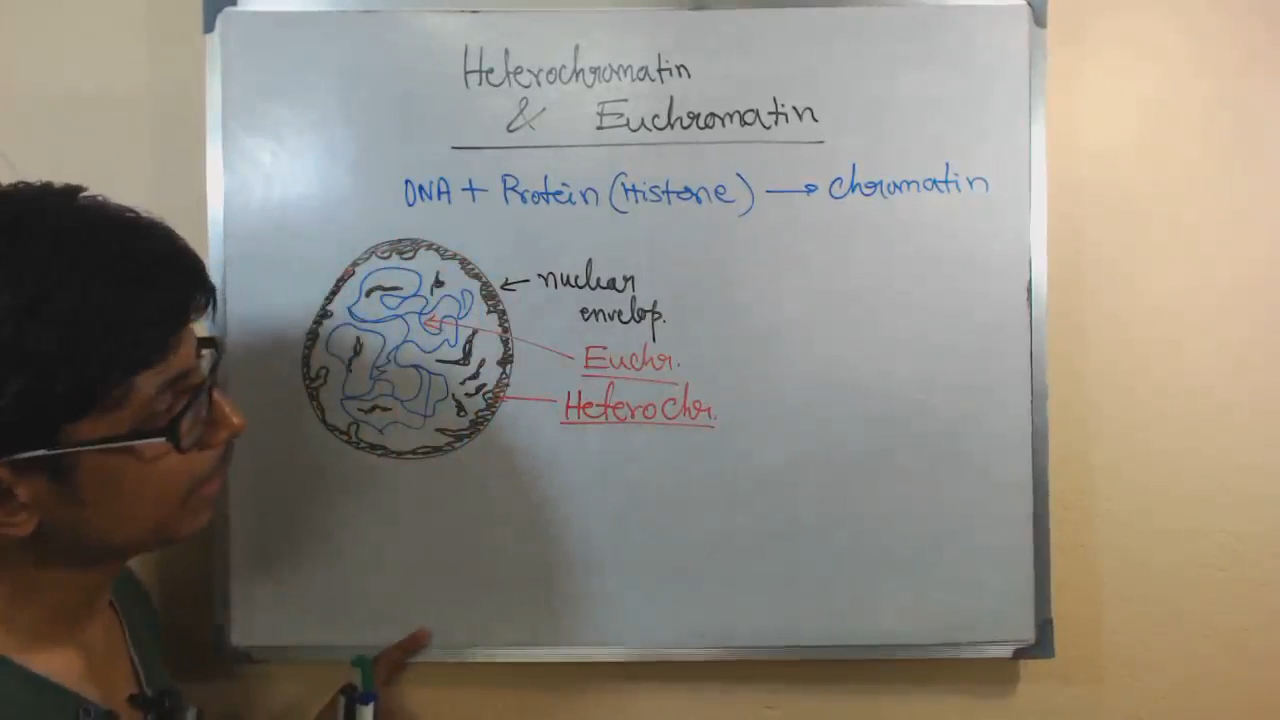 Heterochromatin
& Euchromatin
DNA + Protein (Histone) → Chromatin
← nuclear
envelop.
Euchr.
Heterochr.